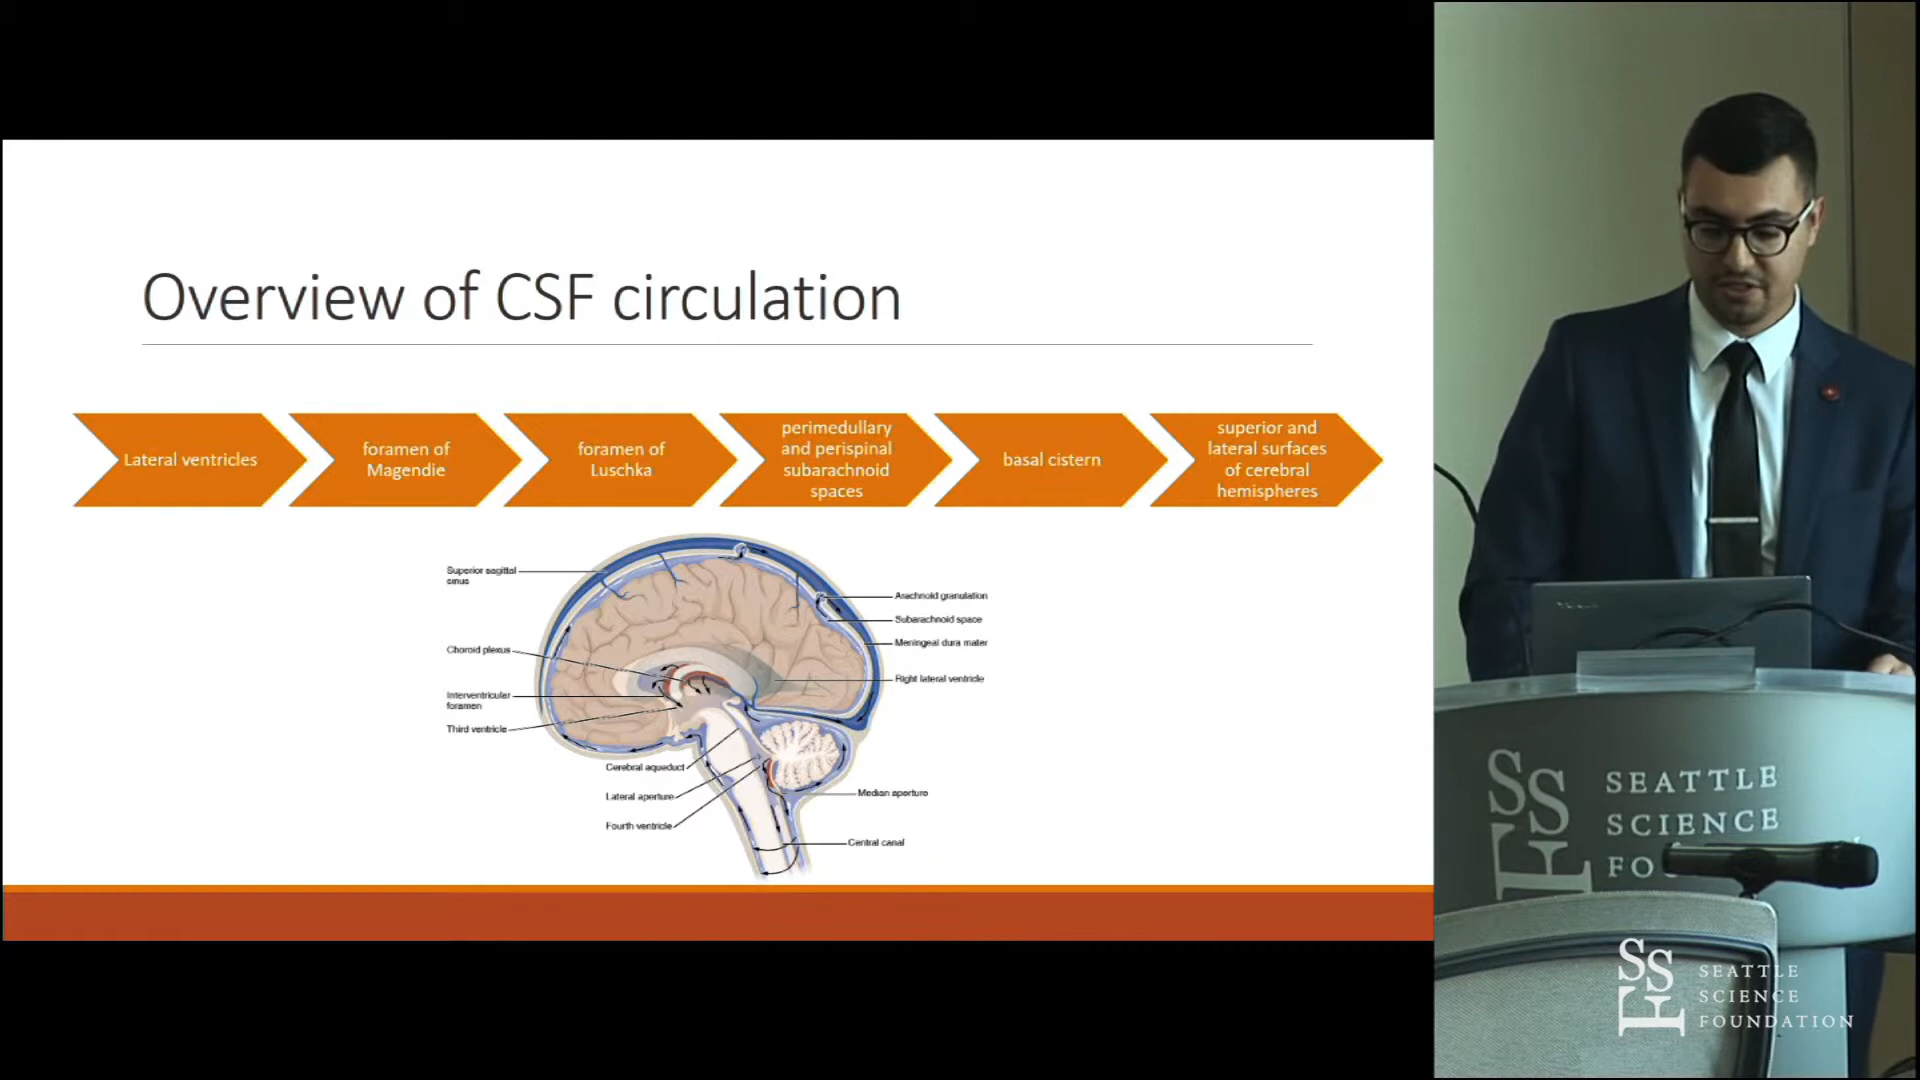 Overview of CSF circulation
Lateral ventricles
foramen of
Magendie
foramen of
Luschka
perimedullary
and perispinal
subarachnoid
spaces
basal cistern
superior and
lateral surfaces
of cerebral
hemispheres
Superior sagittal
sinus
Choroid plexus
Interventricular
foramen
Third ventricle
Cerebral aqueduct
Lateral aperture
Fourth ventricle
Arachnoid granulation
Subarachnoid space
Meningeal dura mater
Right lateral ventricle
Median aperture
Central canal
SSF
SEATTLE
SCIENCE
SSF
SEATTLE
SCIENCE
FOUNDATION